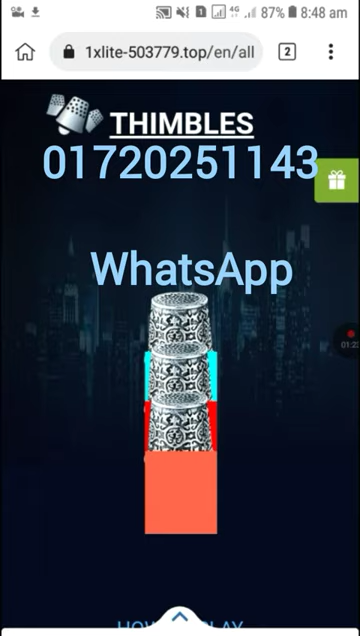 4G 87% 8:48 am
1xlite-503779.top/en/all
2
THIMBLES
01720251143
WhatsApp